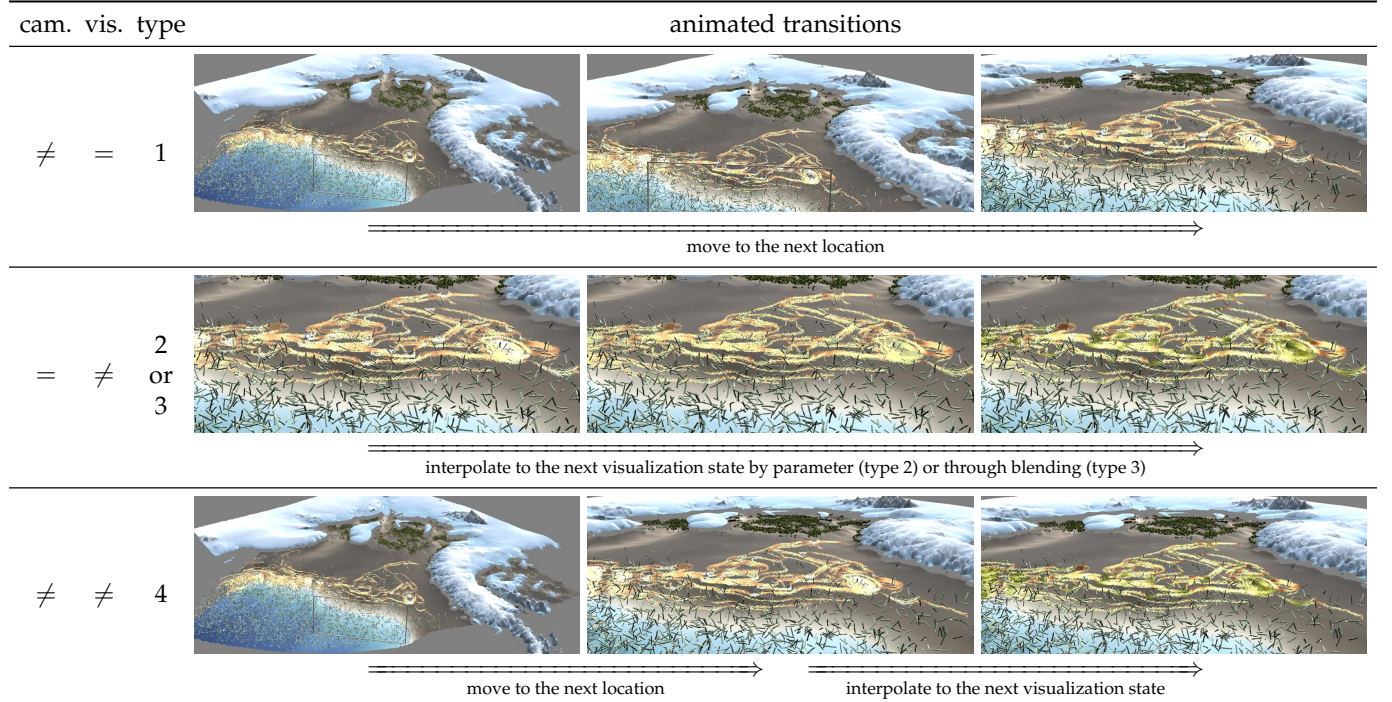 cam. vis. type animated transitions
≠ = 1
move to the next location
= ≠ 2
or
3
interpolate to the next visualization state by parameter (type 2) or through blending (type 3)
≠ ≠ 4
move to the next location interpolate to the next visualization state